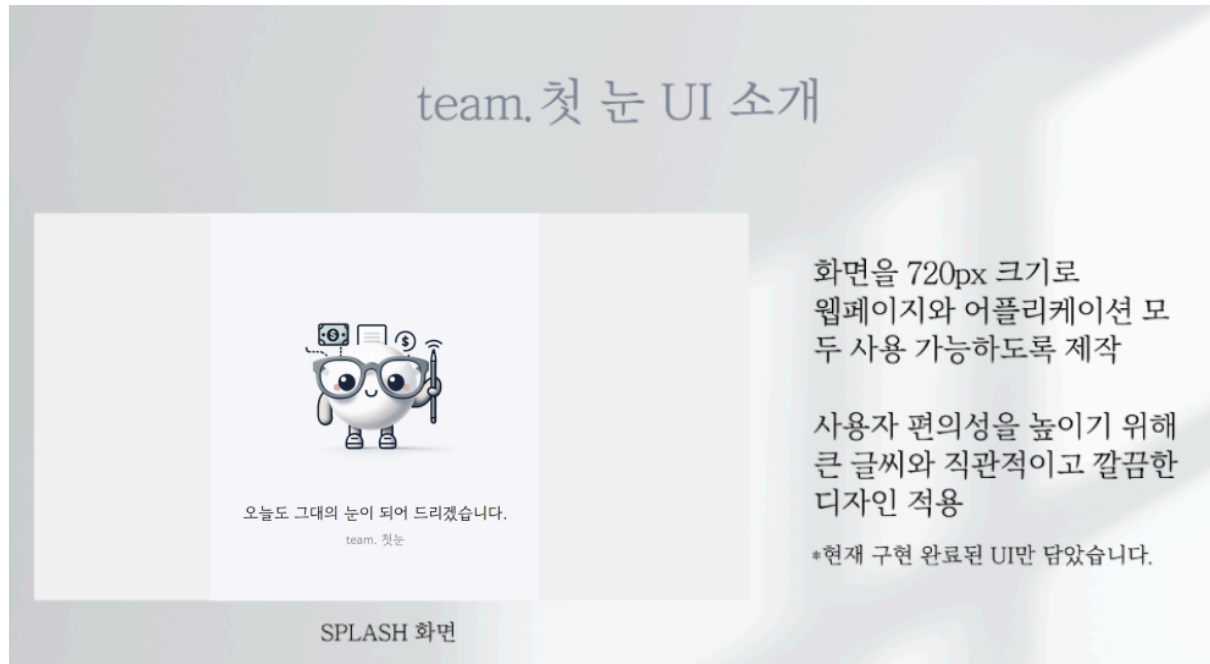 team. 첫 눈 UI 소개
오늘도 그대의 눈이 되어 드리겠습니다.
team. 첫눈
SPLASH 화면
화면을 720px 크기로
웹페이지와 어플리케이션 모
두 사용 가능하도록 제작
사용자 편의성을 높이기 위해
큰 글씨와 직관적이고 깔끔한
디자인 적용
*현재 구현 완료된 UI만 담았습니다.